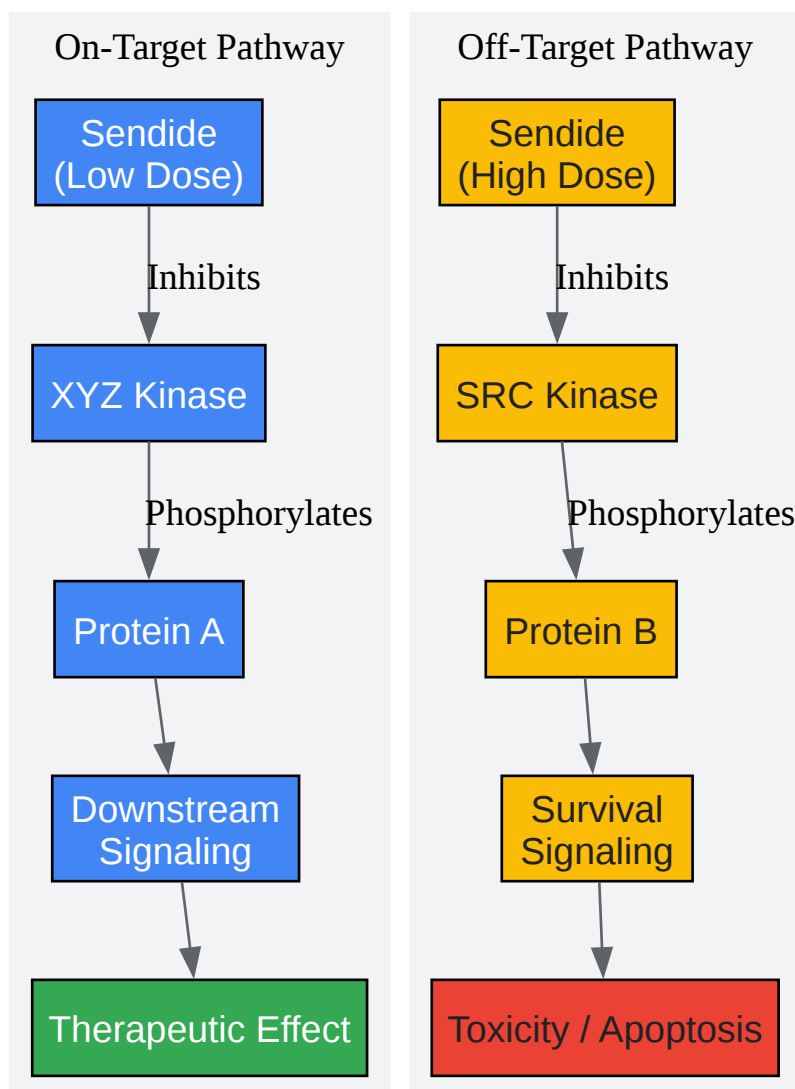 On-Target Pathway
Sendide
(Low Dose)
Inhibits
XYZ Kinase
Phosphorylates
Protein A
Downstream
Signaling
Therapeutic Effect
Off-Target Pathway
Sendide
(High Dose)
Inhibits
SRC Kinase
Phosphorylates
Protein B
Survival
Signaling
Toxicity / Apoptosis